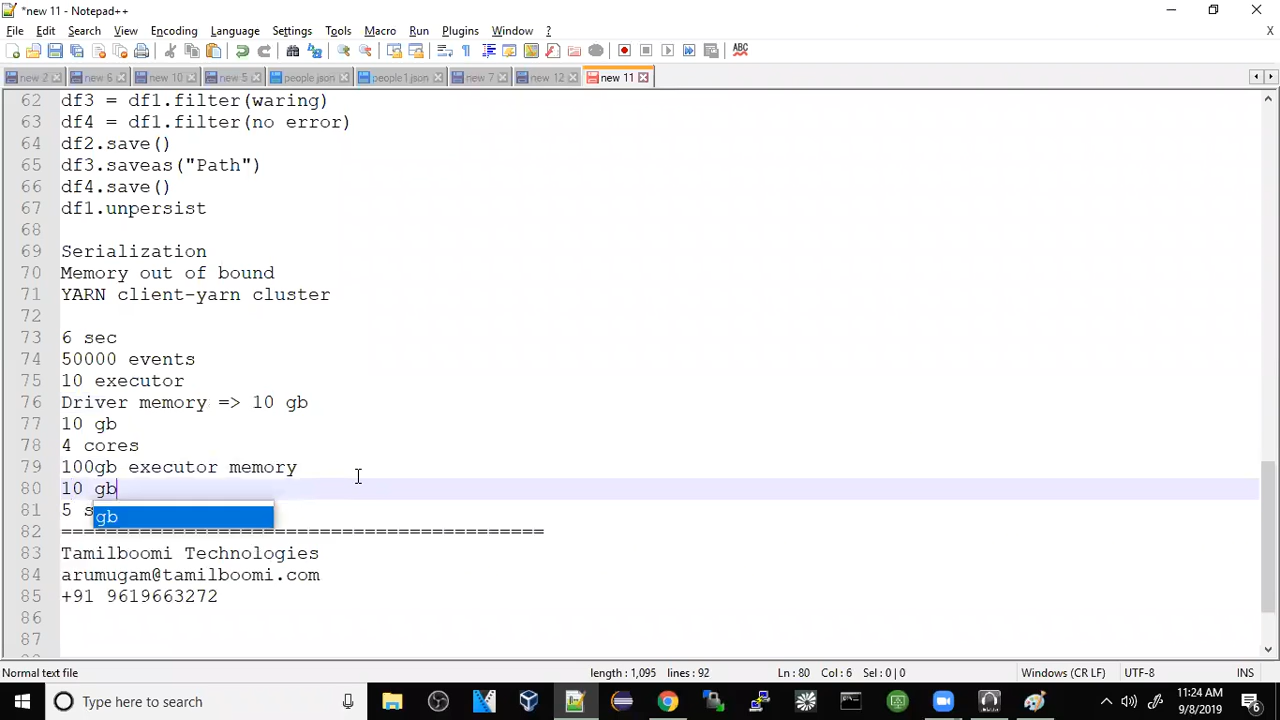 *new 11 - Notepad++
File Edit Search View Encoding Language Settings Tools Macro Run Plugins Window ? X
new 2 new 6 new 10 new 5 people.json people1.json new 7 new 12 new 11
62 df3 = df1.filter(waring)
63 df4 = df1.filter(no error)
64 df2.save()
65 df3.saveas("Path")
66 df4.save()
67 df1.unpersist
68
69 Serialization
70 Memory out of bound
71 YARN client-yarn cluster
72
73 6 sec
74 50000 events
75 10 executor
76 Driver memory => 10 gb
77 10 gb
78 4 cores
79 100gb executor memory
80 10 gb
81 5 s
gb
82 ===========================================
83 Tamilboomi Technologies
84 arumugam@tamilboomi.com
85 +91 9619663272
86
87
Normal text file length : 1,095 lines : 92 Ln : 80 Col : 6 Sel : 0 | 0 Windows (CR LF) UTF-8 INS
Type here to search
11:24 AM
9/8/2019
6